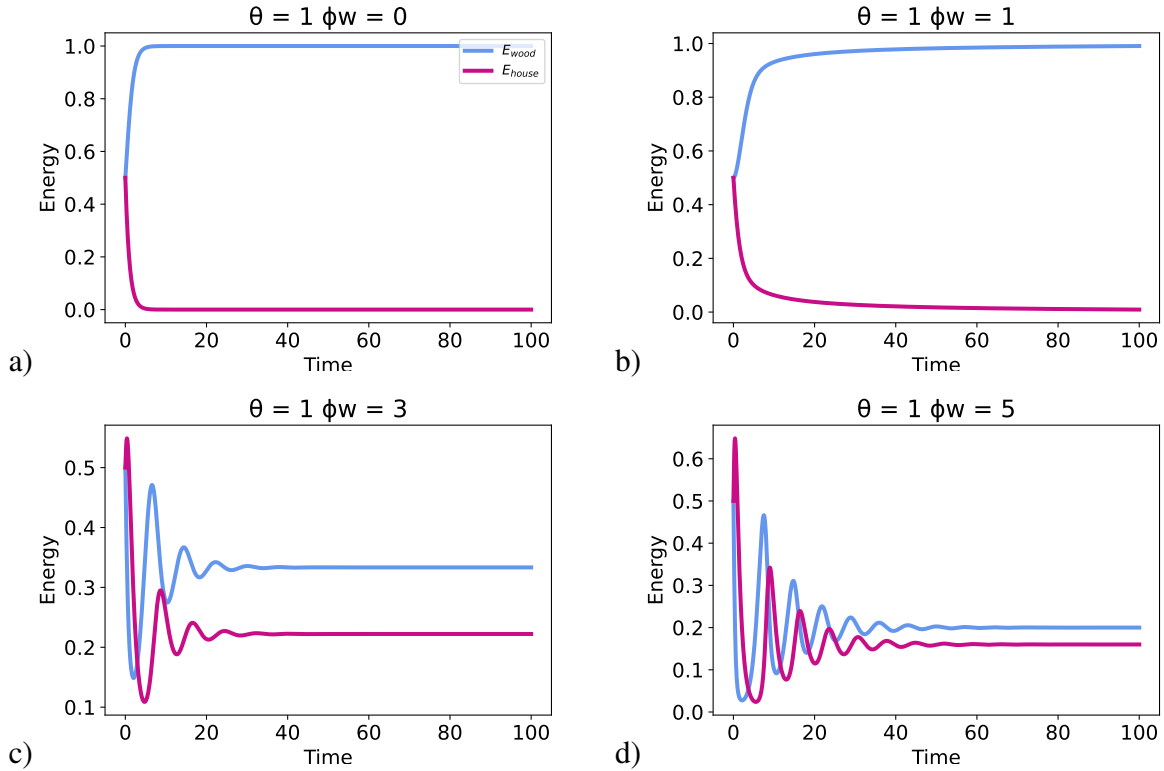 θ = 1 ϕw = 0
1.0
0.8
0.6
0.4
0.2
0.0
Energy
E_wood
E_house
0 20 40 60 80 100
Time
a)
θ = 1 ϕw = 1
1.0
0.8
0.6
0.4
0.2
0.0
Energy
0 20 40 60 80 100
Time
b)
θ = 1 ϕw = 3
0.5
0.4
0.3
0.2
0.1
Energy
0 20 40 60 80 100
Time
c)
θ = 1 ϕw = 5
0.6
0.5
0.4
0.3
0.2
0.1
0.0
Energy
0 20 40 60 80 100
Time
d)